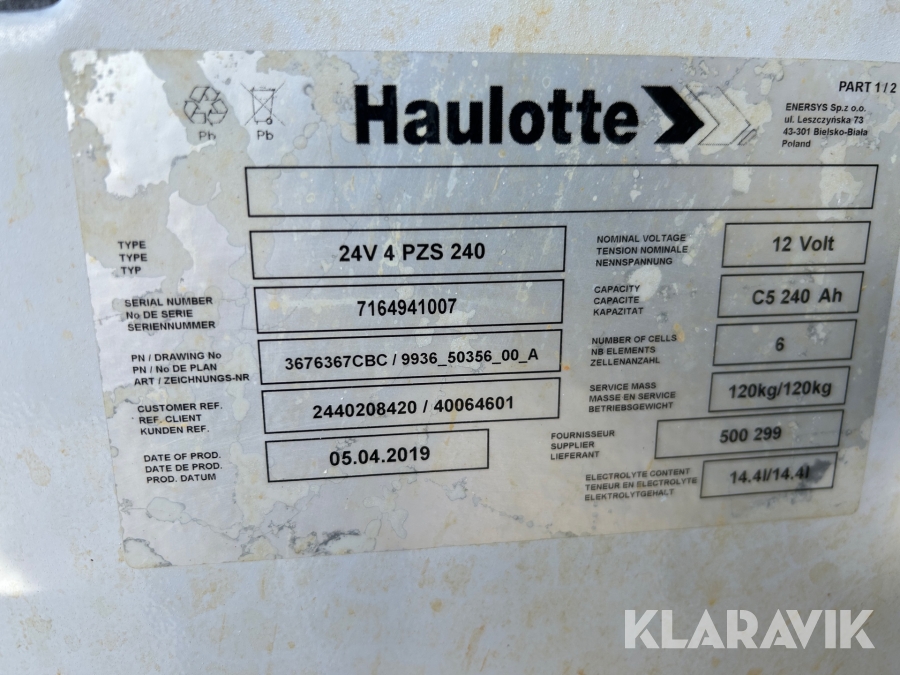 PART 1 / 2
Haulotte
Pb Pb
ENERSYS Sp.z o.o.
ul. Leszczyńska 73
43-301 Bielsko-Biała
Poland
TYPE
TYPE
TYP
24V 4 PZS 240
SERIAL NUMBER
No DE SERIE
SERIENNUMMER
7164941007
PN / DRAWING No
PN / No DE PLAN
ART / ZEICHNUNGS-NR
3676367CBC / 9936_50356_00_A
CUSTOMER REF.
REF. CLIENT
KUNDEN REF.
2440208420 / 40064601
DATE OF PROD.
DATE DE PROD.
PROD. DATUM
05.04.2019
NOMINAL VOLTAGE
TENSION NOMINALE
NENNSPANNUNG
12 Volt
CAPACITY
CAPACITE
KAPAZITAT
C5 240 Ah
NUMBER OF CELLS
NB ELEMENTS
ZELLENANZAHL
6
SERVICE MASS
MASSE EN SERVICE
BETRIEBSGEWICHT
120kg/120kg
FOURNISSEUR
SUPPLIER
LIEFERANT
500 299
ELECTROLYTE CONTENT
TENEUR EN ELECTROLYTE
ELEKTROLYTGEHALT
14.4l/14.4l
KLARAVIK